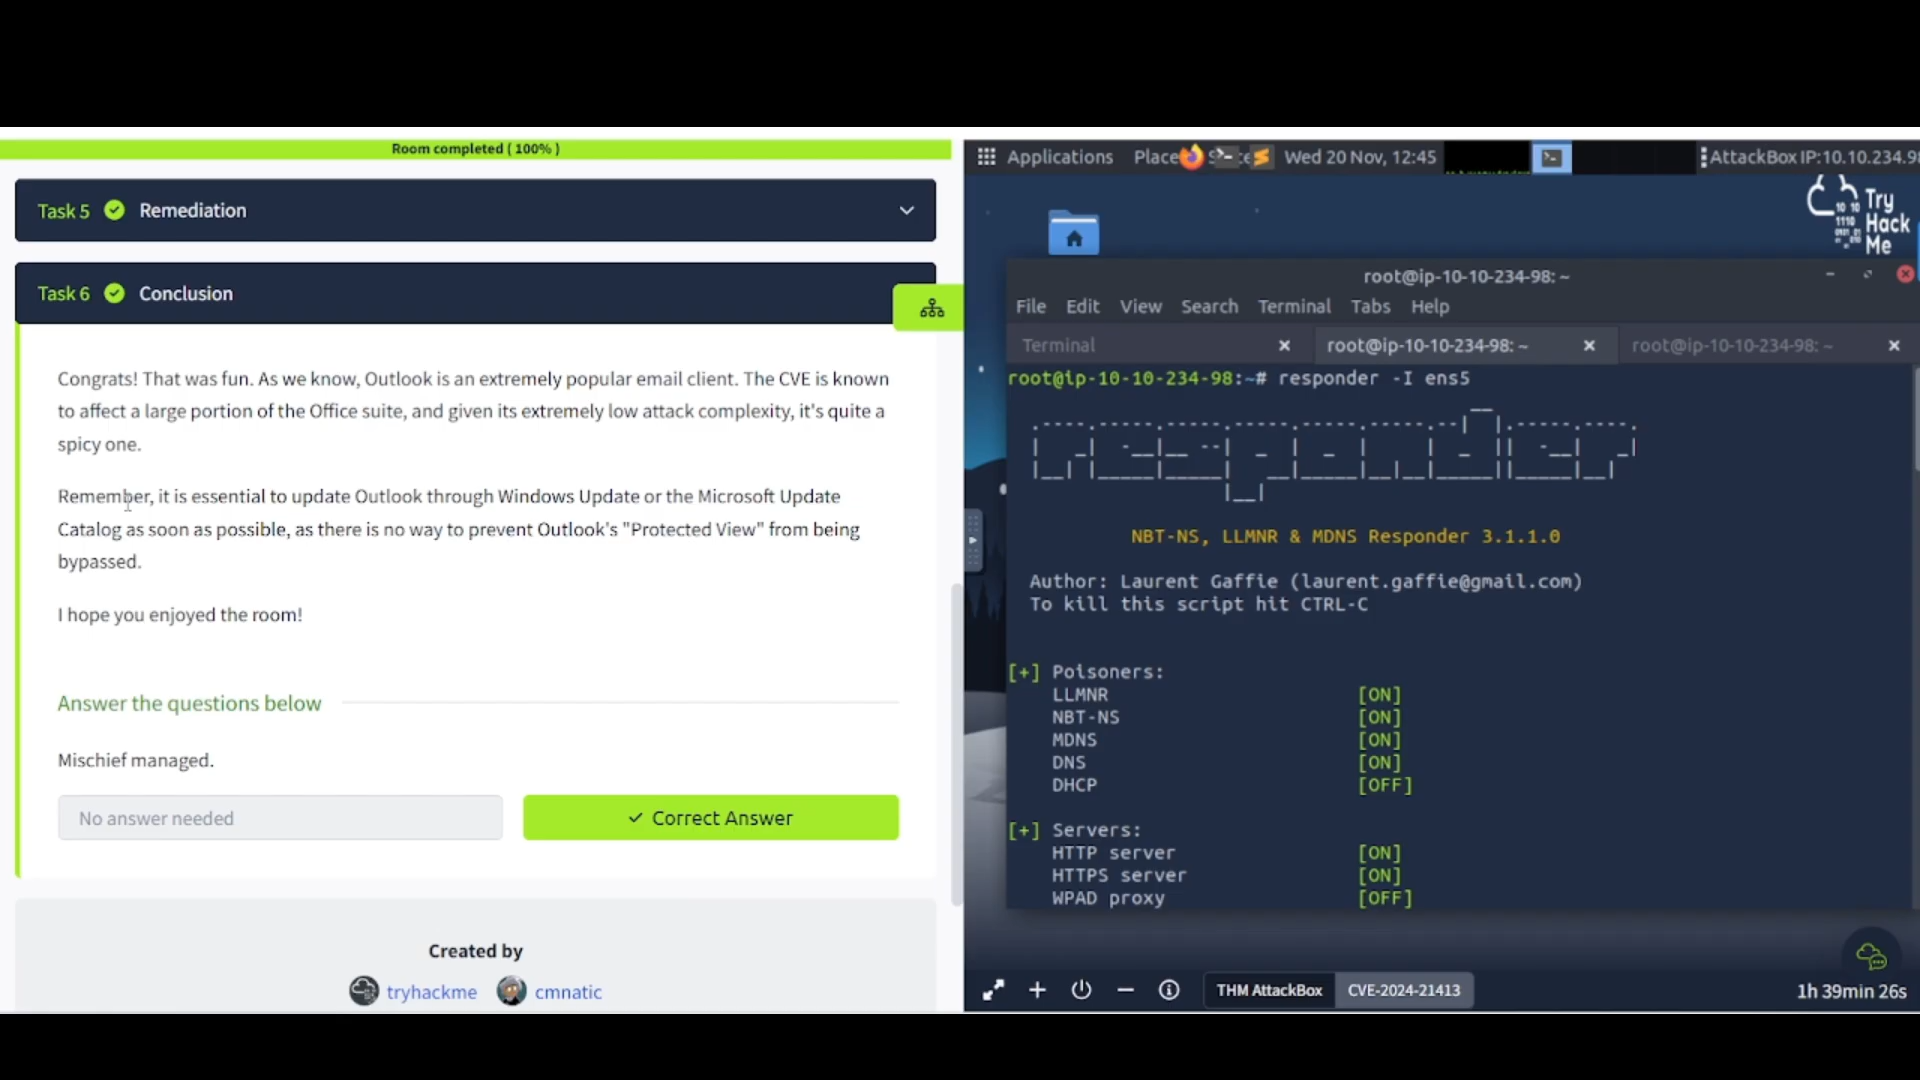 Room completed ( 100% )
Task 5 Remediation
Task 6 Conclusion
Congrats! That was fun. As we know, Outlook is an extremely popular email client. The CVE is known
to affect a large portion of the Office suite, and given its extremely low attack complexity, it's quite a
spicy one.
Remember, it is essential to update Outlook through Windows Update or the Microsoft Update
Catalog as soon as possible, as there is no way to prevent Outlook's "Protected View" from being
bypassed.
I hope you enjoyed the room!
Answer the questions below
Mischief managed.
No answer needed
Correct Answer
Created by
tryhackme cmnatic
Applications Place Wed 20 Nov, 12:45 AttackBox IP:10.10.234.98
Try
Hack
Me
root@ip-10-10-234-98: ~
File Edit View Search Terminal Tabs Help
Terminal root@ip-10-10-234-98: ~ root@ip-10-10-234-98: ~
root@ip-10-10-234-98:~# responder -I ens5
responder
NBT-NS, LLMNR & MDNS Responder 3.1.1.0
Author: Laurent Gaffie (laurent.gaffie@gmail.com)
To kill this script hit CTRL-C
[+] Poisoners:
LLMNR [ON]
NBT-NS [ON]
MDNS [ON]
DNS [ON]
DHCP [OFF]
[+] Servers:
HTTP server [ON]
HTTPS server [ON]
WPAD proxy [OFF]
THM AttackBox CVE-2024-21413
1h 39min 26s